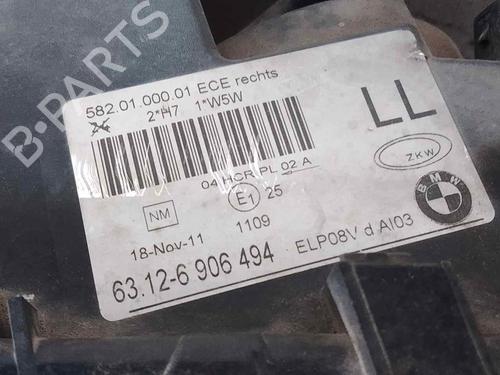 B-PARTS
582.01.000.01 ECE rechts
2*H7 1*W5W
LL
04 HCR PL 02 A
ZKW
NM
E1 25
BMW
1109
18-Nov-11
63.12-6 906 494
ELP08V d AI03